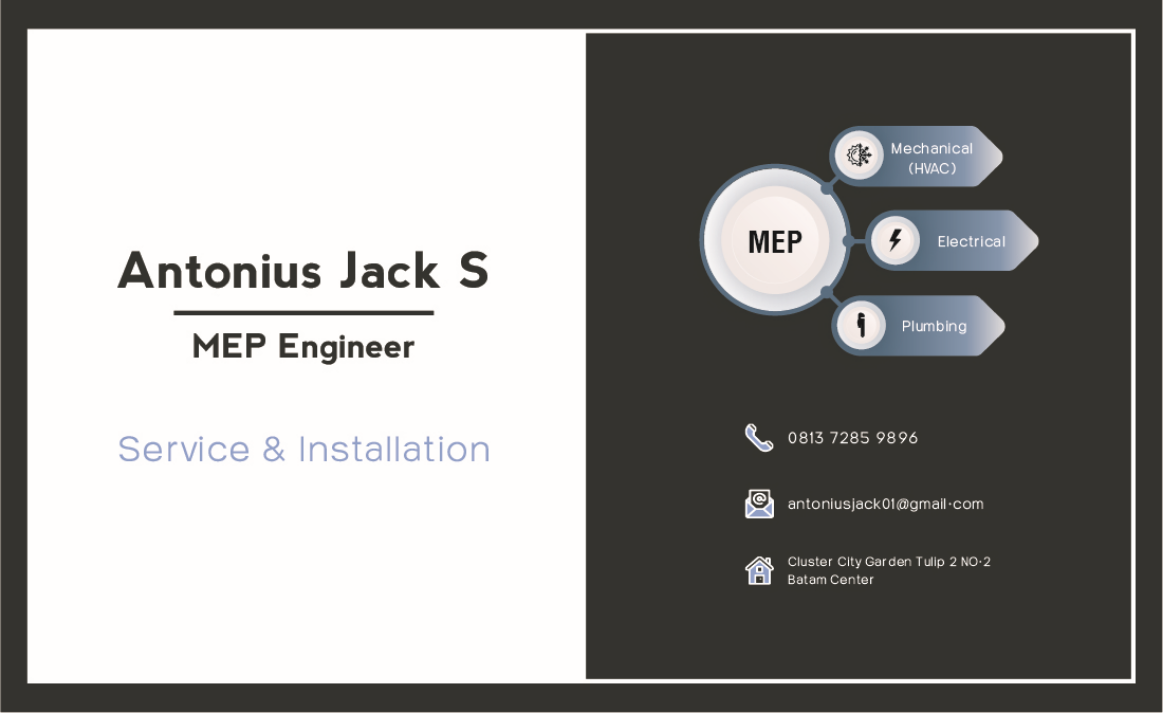 Antonius Jack S
MEP Engineer
Service & Installation
MEP
Mechanical
(HVAC)
Electrical
Plumbing
0813 7285 9896
antoniusjack01@gmail·com
Cluster City Garden Tulip 2 NO·2
Batam Center